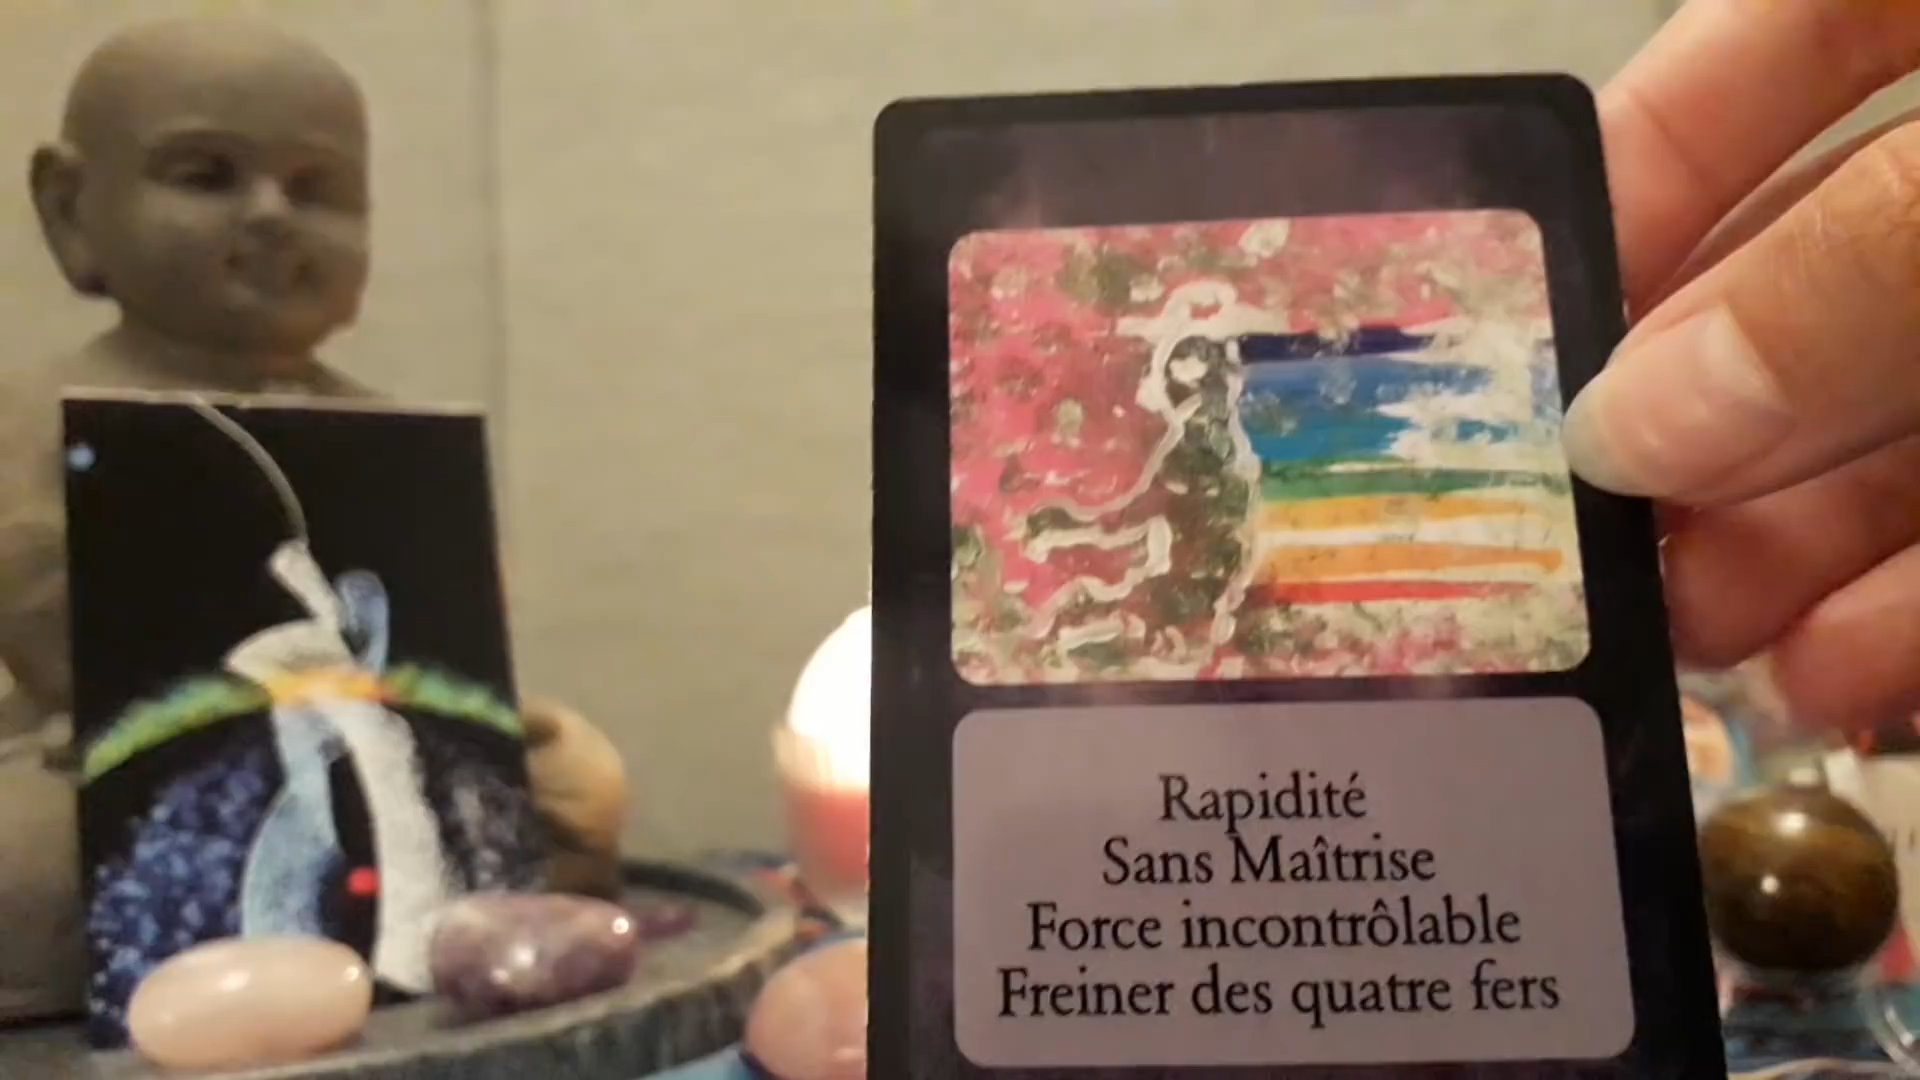 Rapidité
Sans Maîtrise
Force incontrôlable
Freiner des quatre fers